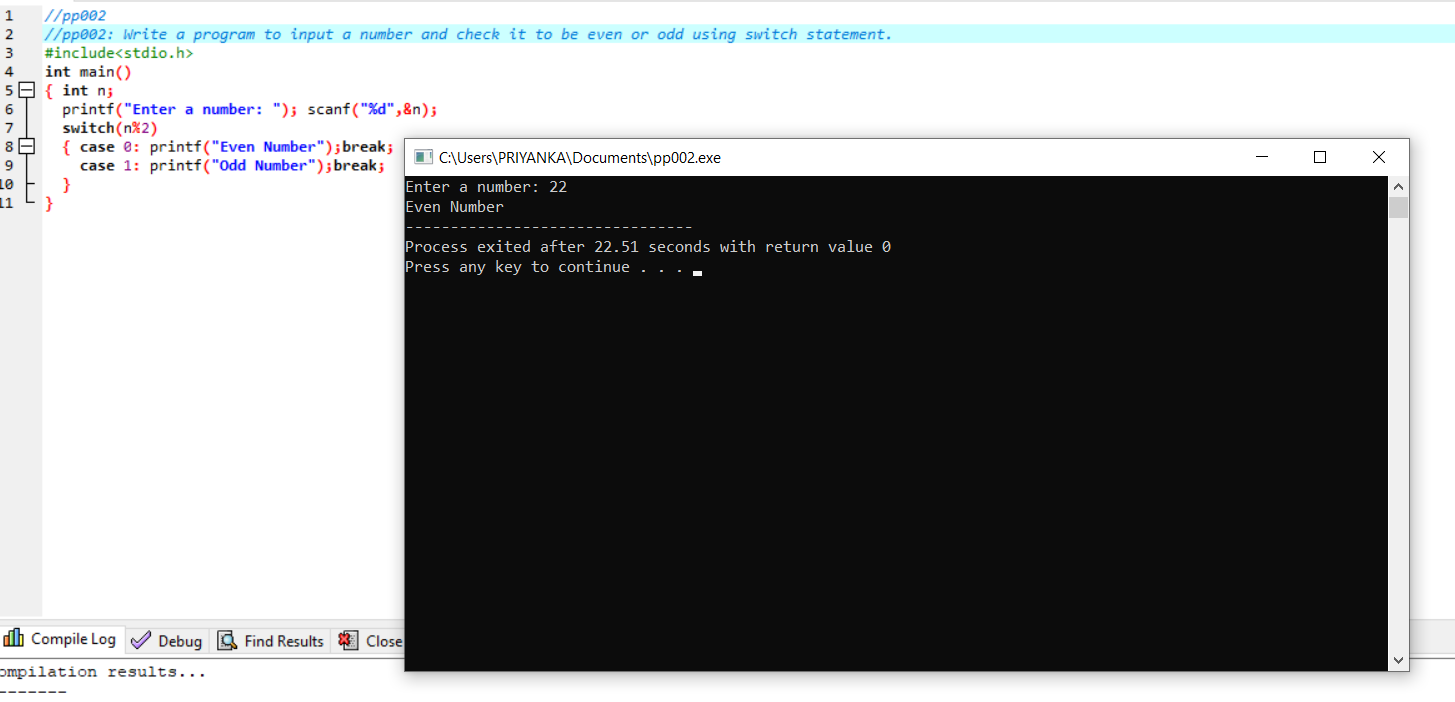 1 //pp002
2 //pp002: Write a program to input a number and check it to be even or odd using switch statement.
3 #include<stdio.h>
4 int main()
5 { int n;
6 printf("Enter a number: "); scanf("%d",&n);
7 switch(n%2)
8 { case 0: printf("Even Number");break;
9 case 1: printf("Odd Number");break;
10 }
11 }
C:\Users\PRIYANKA\Documents\pp002.exe
Enter a number: 22
Even Number
--------------------------------
Process exited after 22.51 seconds with return value 0
Press any key to continue . . .
Compile Log Debug Find Results Close
ompilation results...
-------